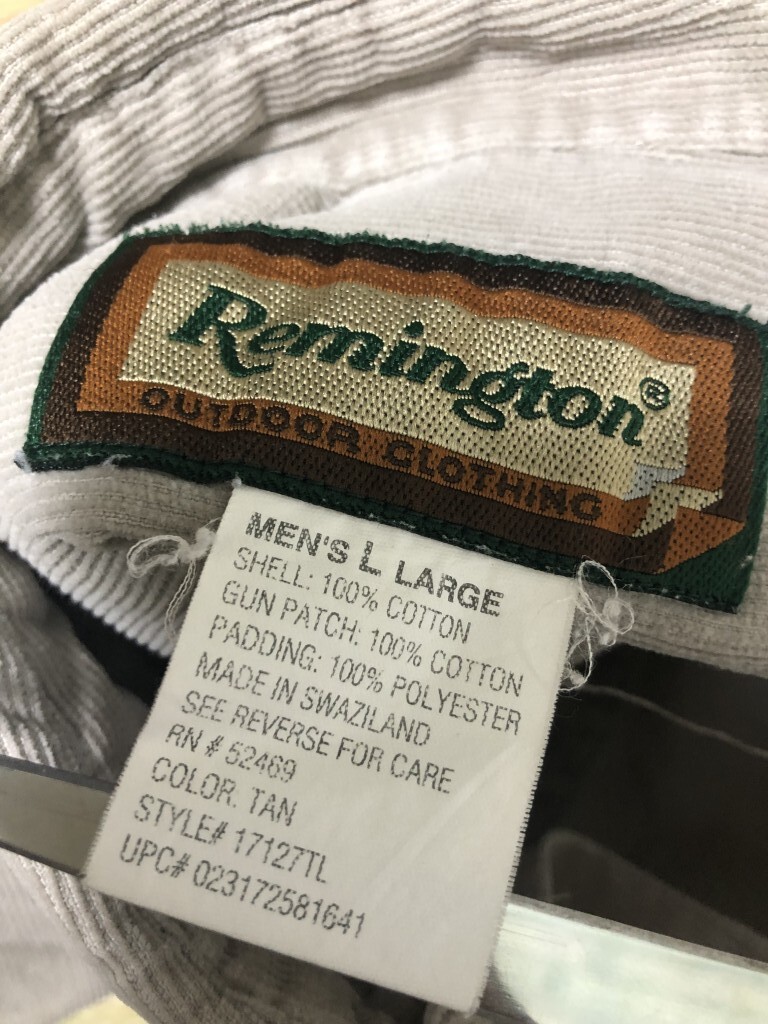 Remington®
OUTDOOR CLOTHING
MEN'S L LARGE
SHELL: 100% COTTON
GUN PATCH: 100% COTTON
PADDING: 100% POLYESTER
MADE IN SWAZILAND
SEE REVERSE FOR CARE
RN # 52469
COLOR. TAN
STYLE# 17127TL
UPC# 023172581641